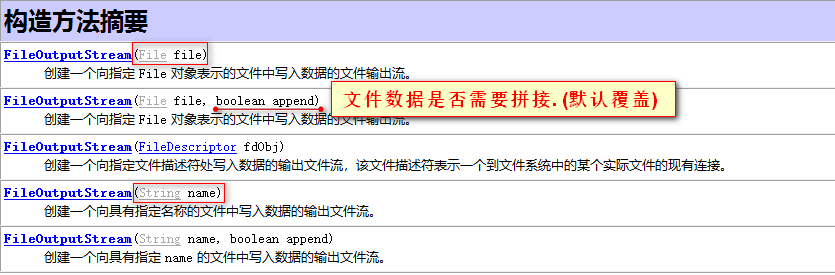 构造方法摘要
FileOutputStream(File file)
创建一个向指定 File 对象表示的文件中写入数据的文件输出流。
FileOutputStream(File file, boolean append)
文件数据是否需要拼接.(默认覆盖)
创建一个向指定 File 对象表示的文件中写入数据的文件输出流。
FileOutputStream(FileDescriptor fdObj)
创建一个向指定文件描述符处写入数据的输出文件流，该文件描述符表示一个到文件系统中的某个实际文件的现有连接。
FileOutputStream(String name)
创建一个向具有指定名称的文件中写入数据的输出文件流。
FileOutputStream(String name, boolean append)
创建一个向具有指定 name 的文件中写入数据的输出文件流。